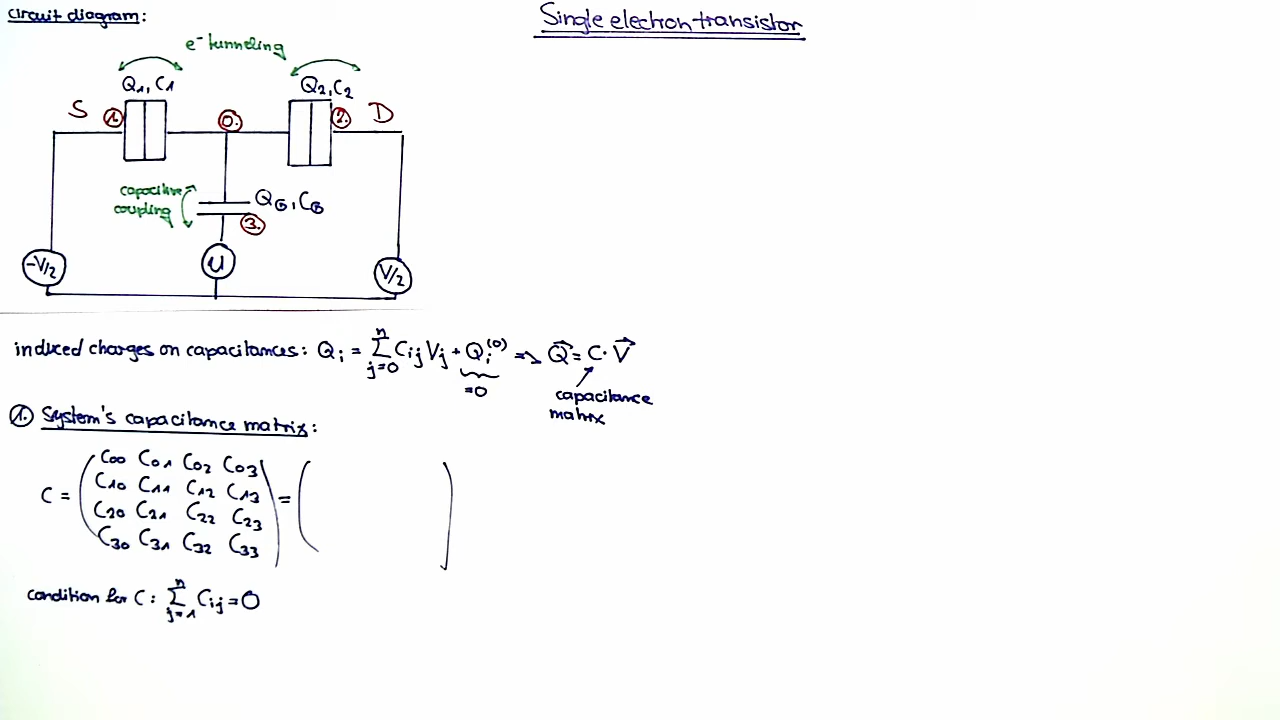 Circuit diagram:
Single electron transistor
e⁻ tunneling
Q₁, C₁
Q₂, C₂
S
1.
0.
2.
D
capacitive
coupling
Q_G, C_G
3.
-V/2
U
V/2
induced charges on capacitances: Qᵢ = Σⁿⱼ₌₀ Cᵢⱼ Vⱼ + Qᵢ⁽⁰⁾ => Q⃗ = C · V⃗
= 0
capacitance
matrix
1. System's capacitance matrix:
C = ( C₀₀ C₀₁ C₀₂ C₀₃
C₁₀ C₁₁ C₁₂ C₁₃
C₂₀ C₂₁ C₂₂ C₂₃
C₃₀ C₃₁ C₃₂ C₃₃ ) = ( )
condition for C: Σⁿⱼ₌₁ Cᵢⱼ = 0